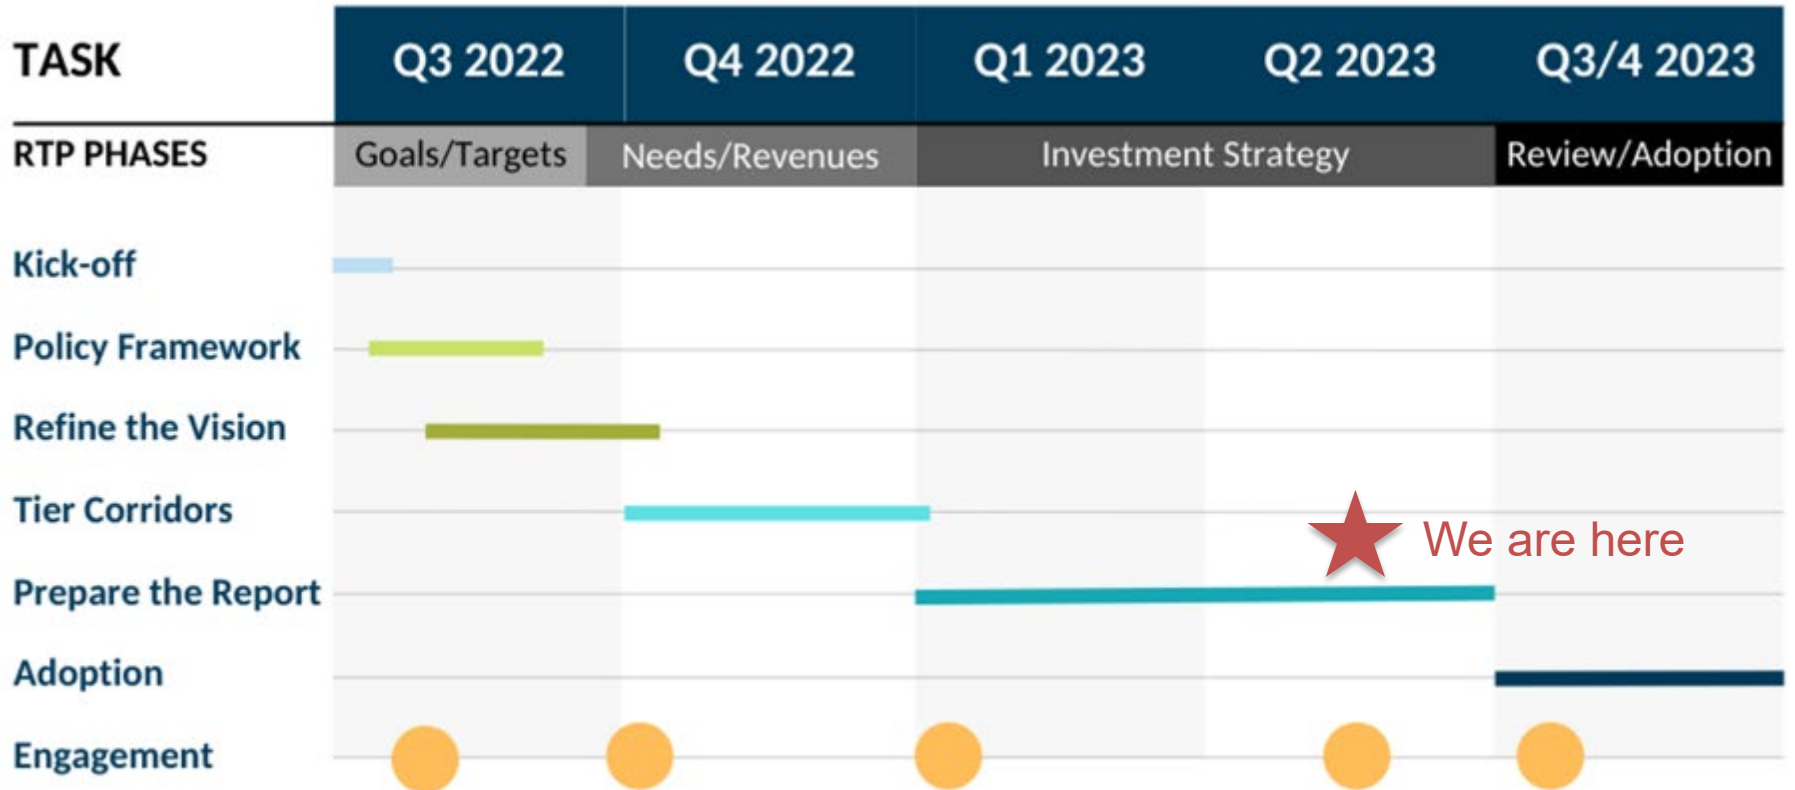 TASK Q3 2022 Q4 2022 Q1 2023 Q2 2023 Q3/4 2023
RTP PHASES Goals/Targets Needs/Revenues Investment Strategy Review/Adoption
Kick-off
Policy Framework
Refine the Vision
Tier Corridors
We are here
Prepare the Report
Adoption
Engagement